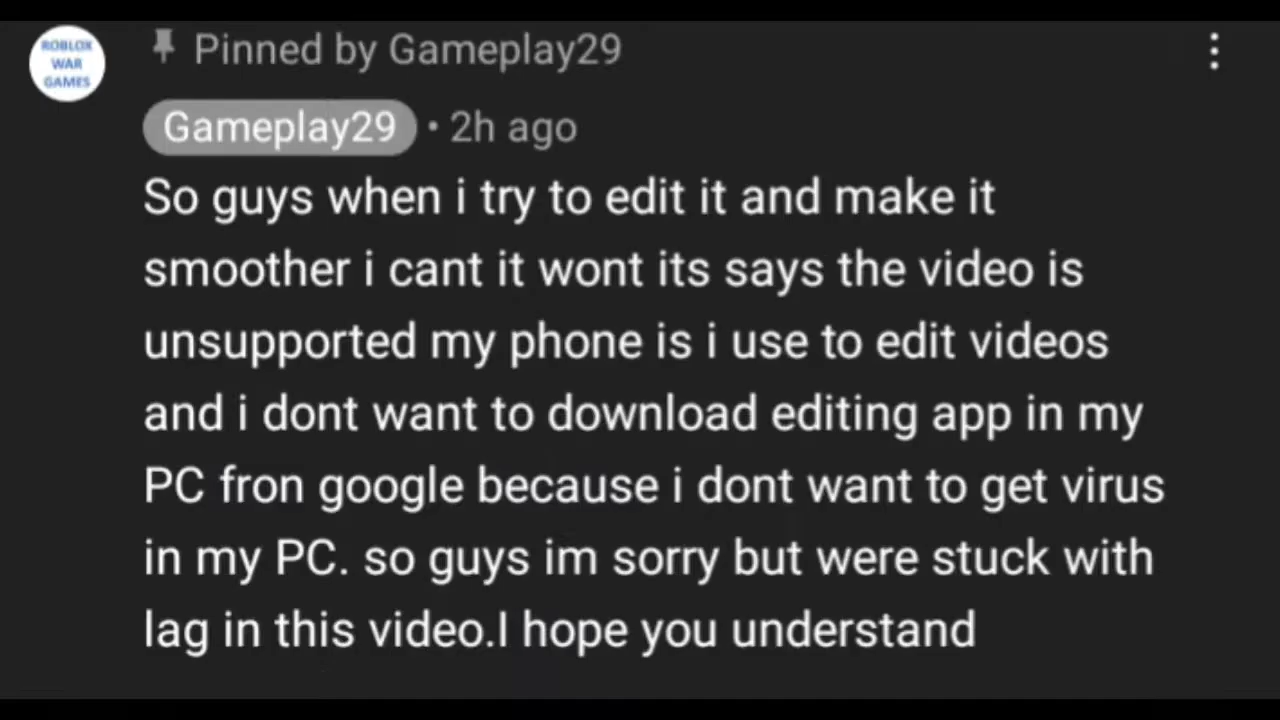 ROBLOX
WAR
GAMES
Pinned by Gameplay29
Gameplay29 • 2h ago
So guys when i try to edit it and make it
smoother i cant it wont its says the video is
unsupported my phone is i use to edit videos
and i dont want to download editing app in my
PC fron google because i dont want to get virus
in my PC. so guys im sorry but were stuck with
lag in this video.I hope you understand